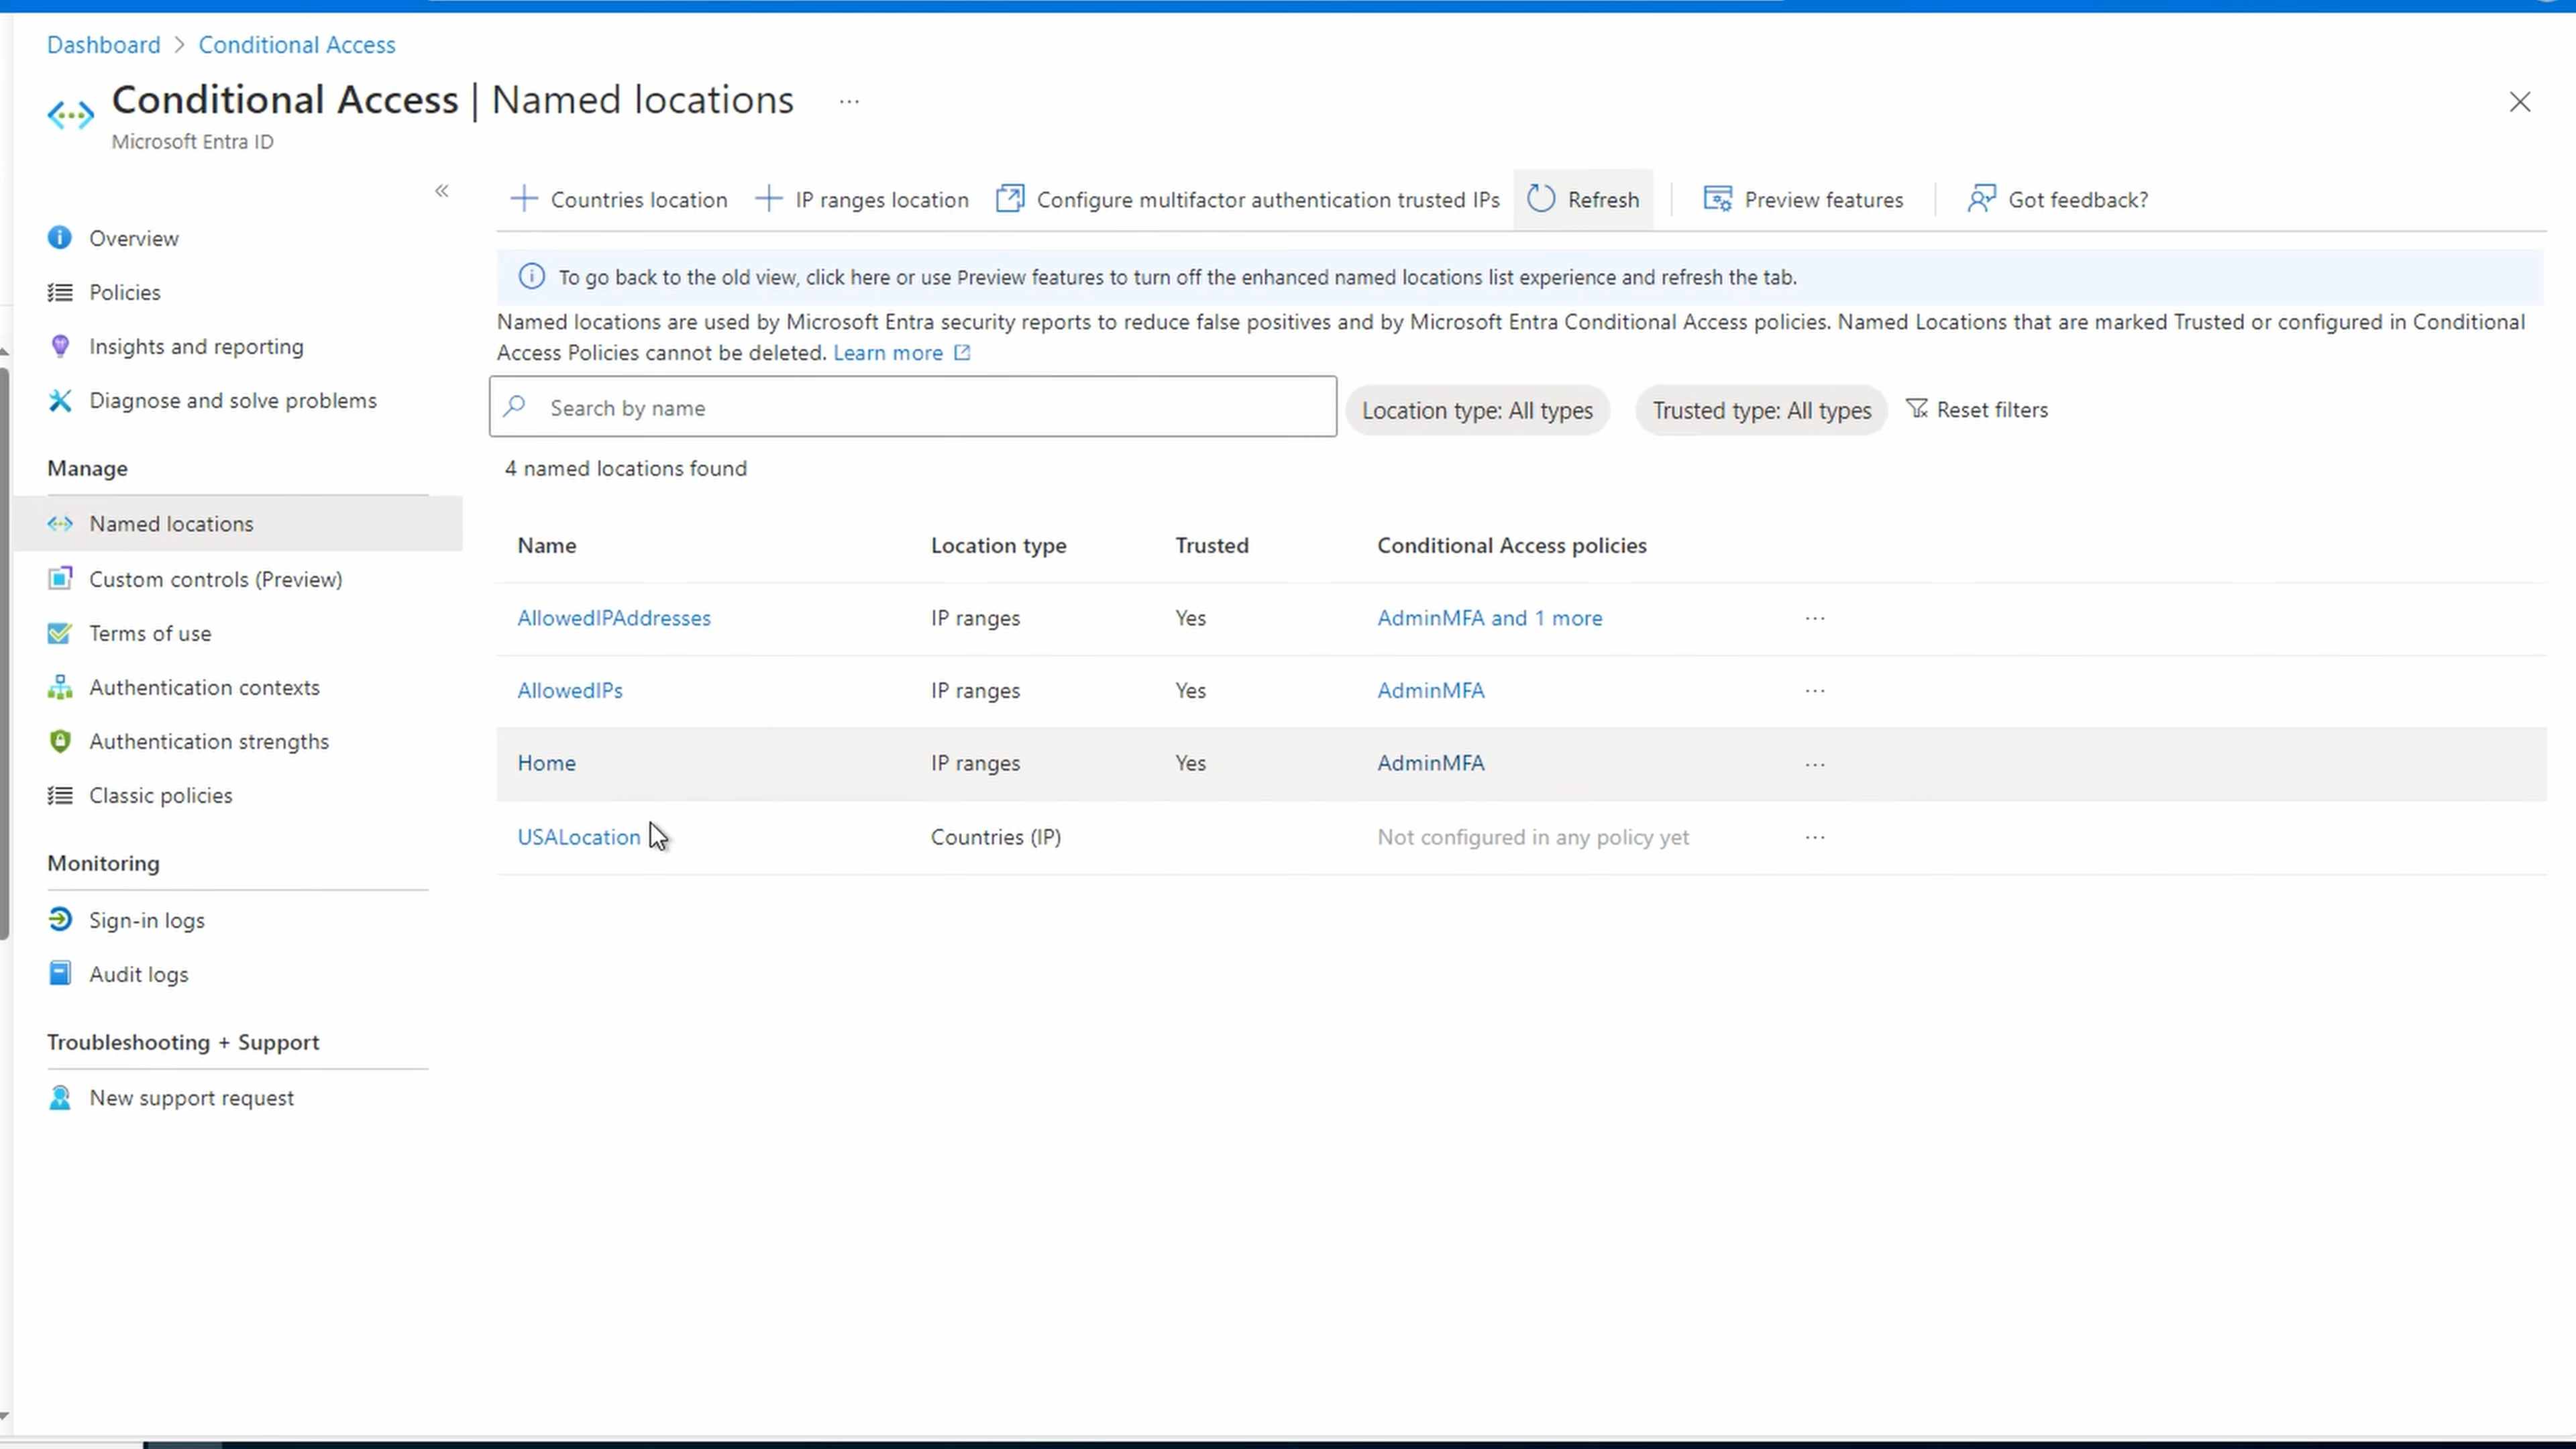 Dashboard > Conditional Access
Conditional Access | Named locations ...
Microsoft Entra ID
Overview
Policies
Insights and reporting
Diagnose and solve problems
Manage
Named locations
Custom controls (Preview)
Terms of use
Authentication contexts
Authentication strengths
Classic policies
Monitoring
Sign-in logs
Audit logs
Troubleshooting + Support
New support request
Countries location IP ranges location Configure multifactor authentication trusted IPs Refresh Preview features Got feedback?
To go back to the old view, click here or use Preview features to turn off the enhanced named locations list experience and refresh the tab.
Named locations are used by Microsoft Entra security reports to reduce false positives and by Microsoft Entra Conditional Access policies. Named Locations that are marked Trusted or configured in Conditional
Access Policies cannot be deleted. Learn more
Search by name Location type: All types Trusted type: All types Reset filters
4 named locations found
Name Location type Trusted Conditional Access policies
AllowedIPAddresses IP ranges Yes AdminMFA and 1 more ...
AllowedIPs IP ranges Yes AdminMFA ...
Home IP ranges Yes AdminMFA ...
USALocation Countries (IP) Not configured in any policy yet ...